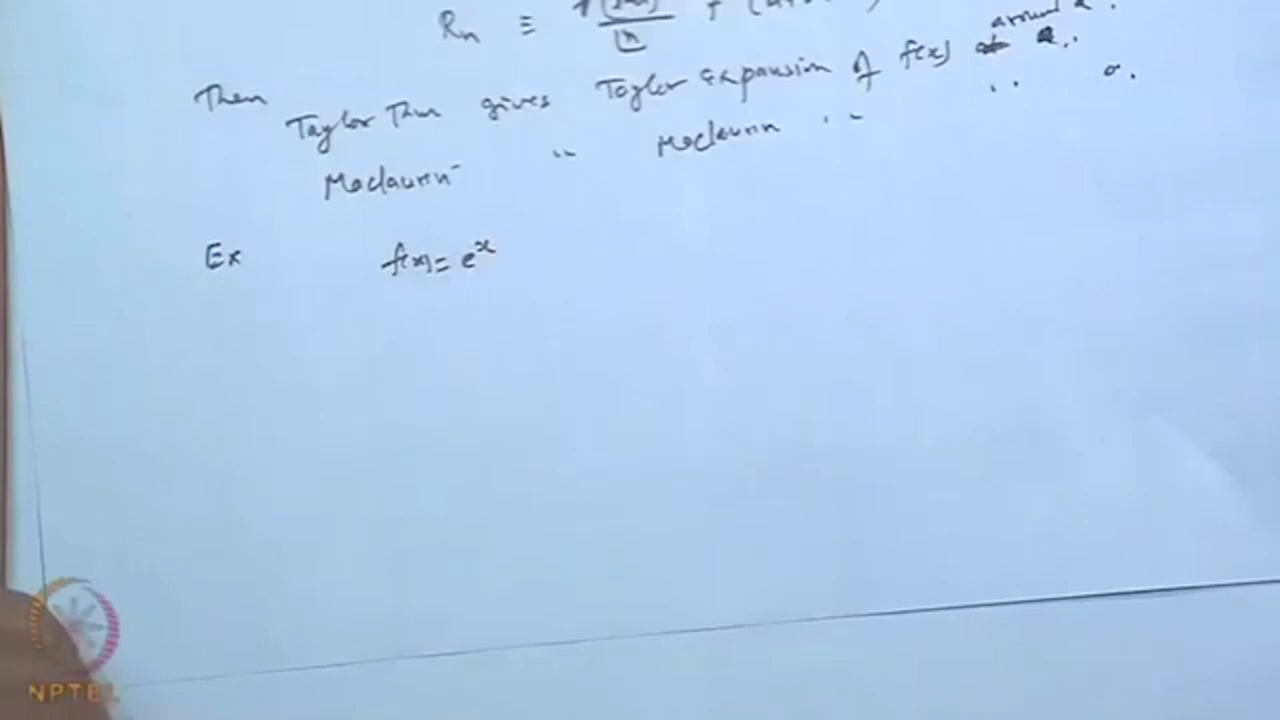 Rn ≡
around a.
Then Taylor Thm gives Taylor Expansion of f(x) a.
Maclaurin " Maclaurin " " 0.
Ex f(x) = e^x
NPTEL